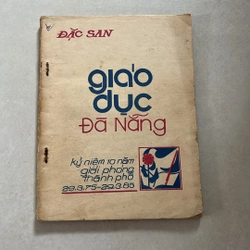 ĐẶC SAN
giáo
dục
Đà Nẵng
kỷ niệm 10 năm
giải phóng
thành phố
29.3.75-29.3.85